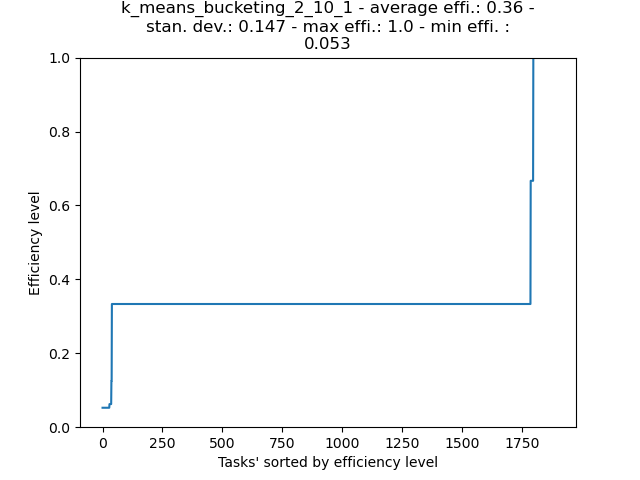 k_means_bucketing_2_10_1 - average effi.: 0.36 -
stan. dev.: 0.147 - max effi.: 1.0 - min effi. :
0.053
1.0
0.8
0.6
0.4
0.2
0.0
Efficiency level
0 250 500 750 1000 1250 1500 1750
Tasks' sorted by efficiency level